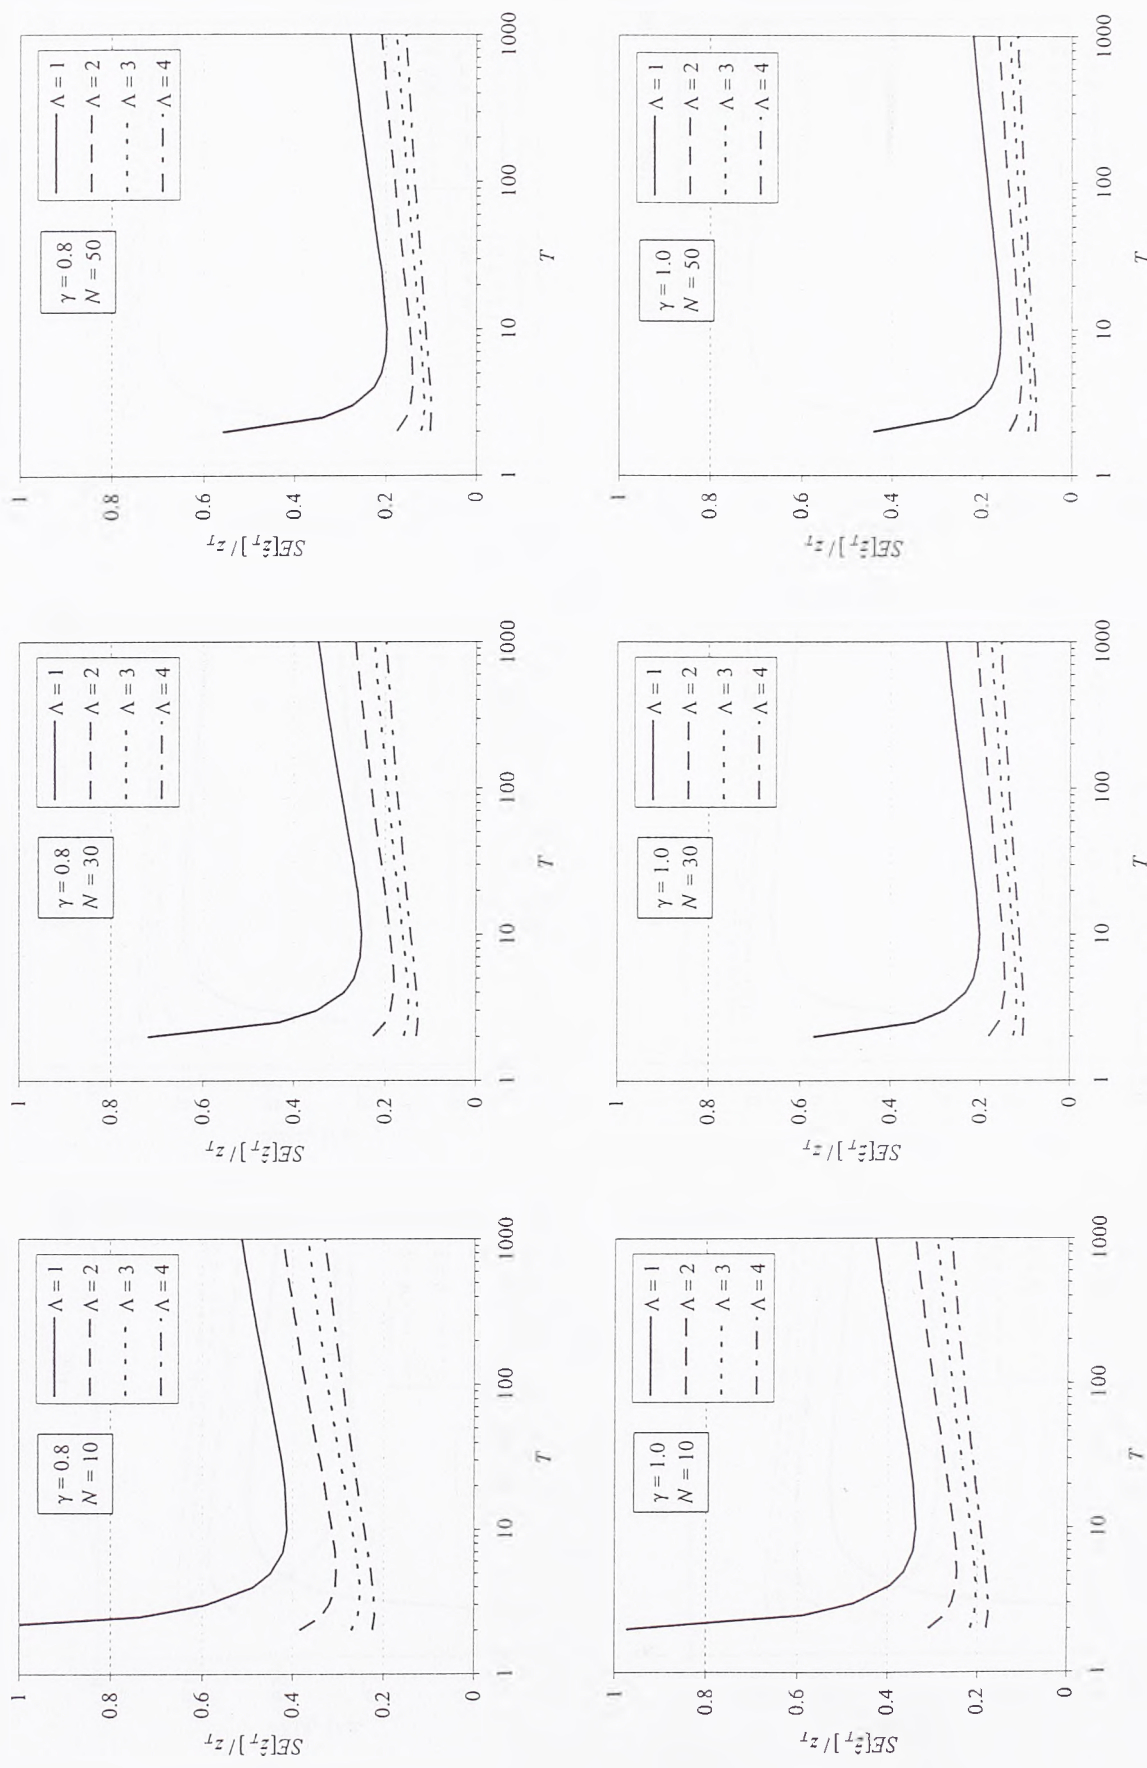 SE[ẑ_T]/z_T
1
0.8
0.6
0.4
0.2
0
γ = 0.8
N = 10
Λ = 1
Λ = 2
Λ = 3
Λ = 4
1 10 100 1000
T
SE[ẑ_T]/z_T
1
0.8
0.6
0.4
0.2
0
γ = 0.8
N = 30
Λ = 1
Λ = 2
Λ = 3
Λ = 4
1 10 100 1000
T
SE[ẑ_T]/z_T
1
0.8
0.6
0.4
0.2
0
γ = 0.8
N = 50
Λ = 1
Λ = 2
Λ = 3
Λ = 4
1 10 100 1000
T
SE[ẑ_T]/z_T
1
0.8
0.6
0.4
0.2
0
γ = 1.0
N = 10
Λ = 1
Λ = 2
Λ = 3
Λ = 4
1 10 100 1000
T
SE[ẑ_T]/z_T
1
0.8
0.6
0.4
0.2
0
γ = 1.0
N = 30
Λ = 1
Λ = 2
Λ = 3
Λ = 4
1 10 100 1000
T
SE[ẑ_T]/z_T
1
0.8
0.6
0.4
0.2
0
γ = 1.0
N = 50
Λ = 1
Λ = 2
Λ = 3
Λ = 4
1 10 100 1000
T